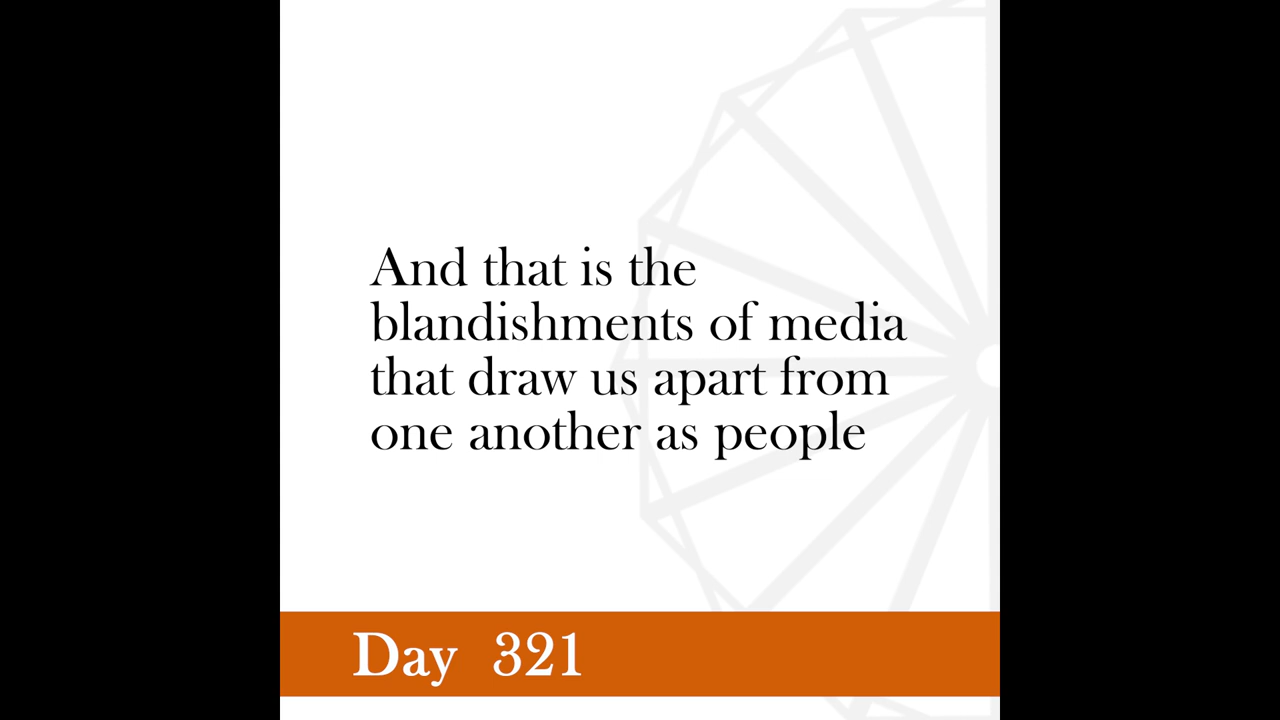 And that is the
blandishments of media
that draw us apart from
one another as people
Day 321